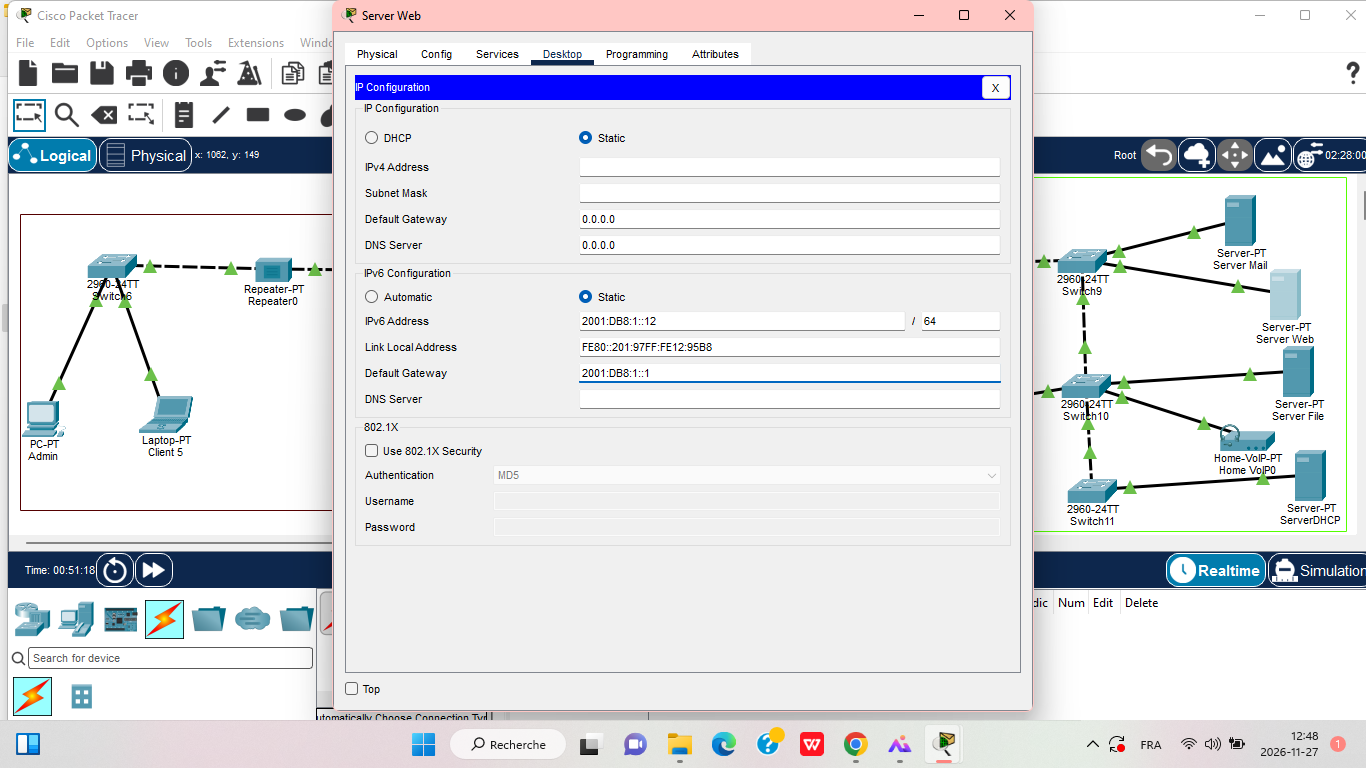 Cisco Packet Tracer
File Edit Options View Tools Extensions Windo
Logical
Physical
x: 1062, y: 149
2960-24TT
Switch6
Repeater-PT
Repeater0
PC-PT
Admin
Laptop-PT
Client 5
Time: 00:51:18
Search for device
utomatically Choose Connection Typ
Server Web
Physical Config Services Desktop Programming Attributes
IP Configuration
X
IP Configuration
DHCP Static
IPv4 Address
Subnet Mask
Default Gateway 0.0.0.0
DNS Server 0.0.0.0
IPv6 Configuration
Automatic Static
IPv6 Address 2001:DB8:1::12 / 64
Link Local Address FE80::201:97FF:FE12:95B8
Default Gateway 2001:DB8:1::1
DNS Server
802.1X
Use 802.1X Security
Authentication MD5
Username
Password
Top
Root
02:28:00
Server-PT
Server Mail
2960-24TT
Switch9
Server-PT
Server Web
Server-PT
Server File
2960-24TT
Switch10
Home-VoIP-PT
Home VoIP0
2960-24TT
Switch11
Server-PT
ServerDHCP
Realtime
Simulation
dic Num Edit Delete
Recherche
FRA
12:48
2026-11-27
1